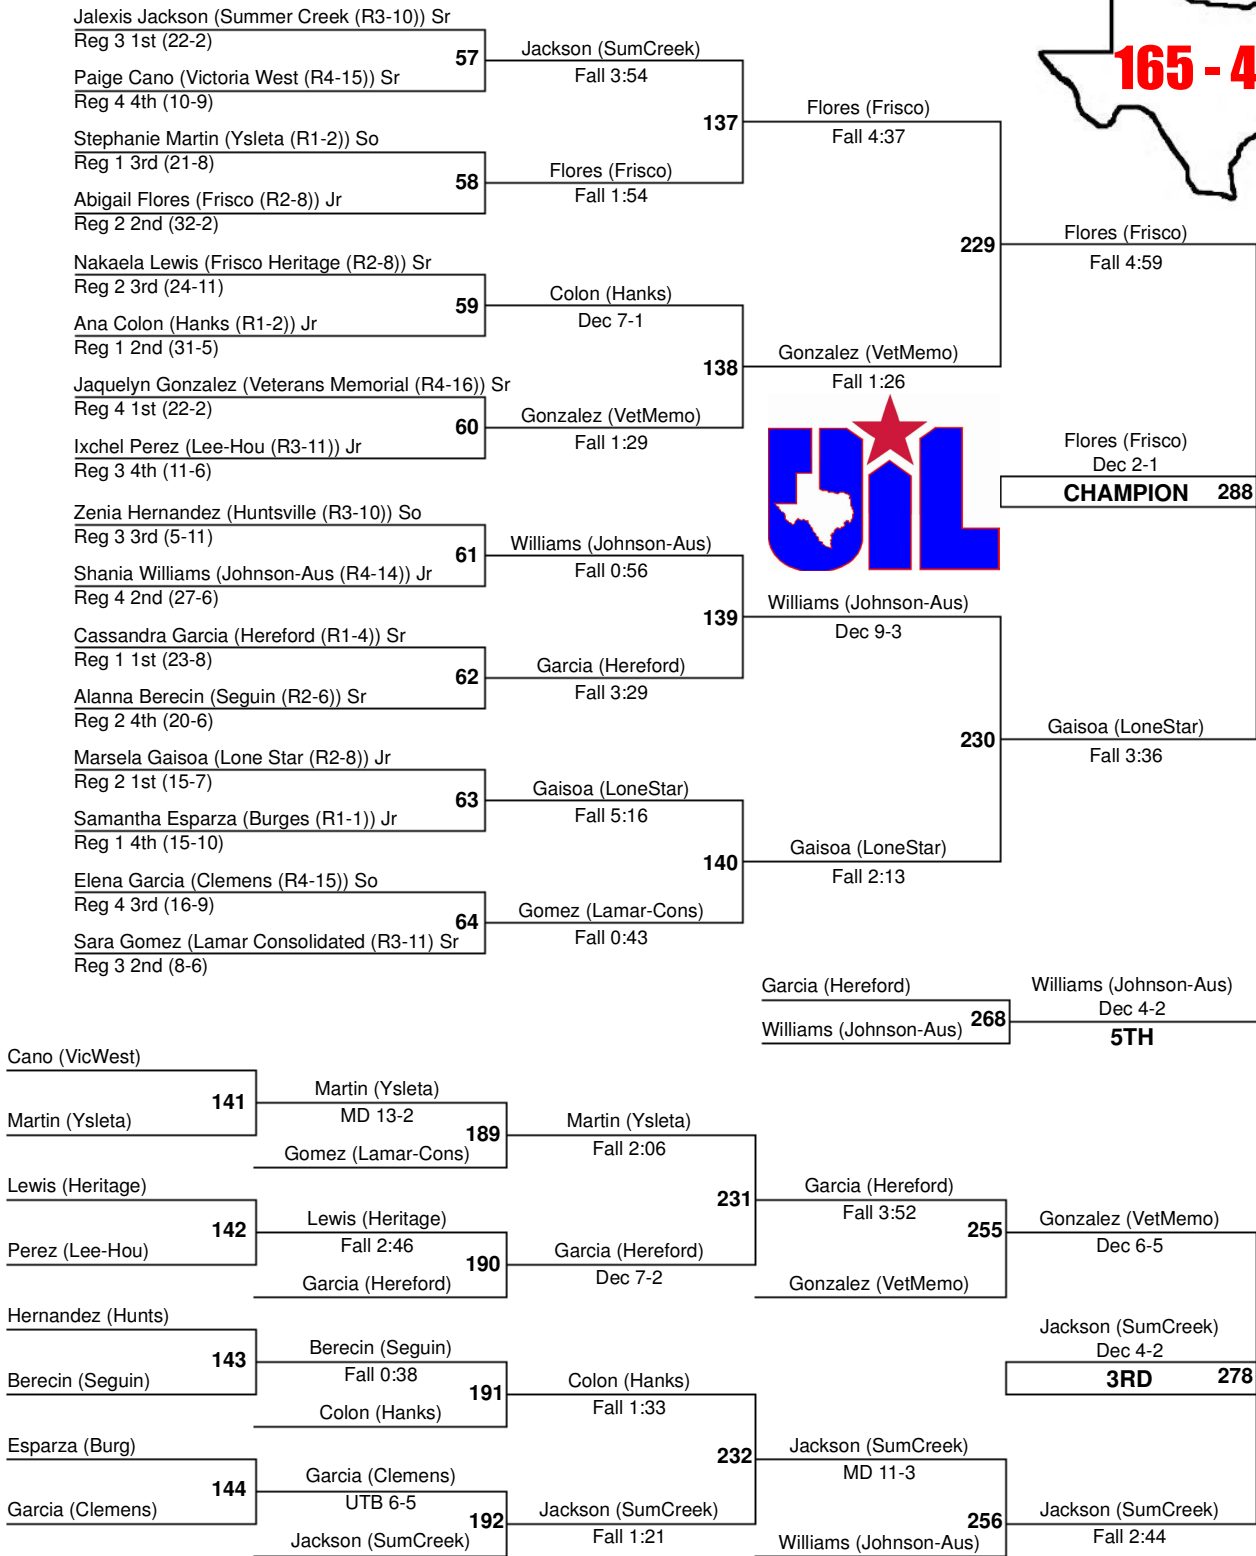 Jalexis Jackson (Summer Creek (R3-10)) Sr
Reg 3 1st (22-2)
57
Paige Cano (Victoria West (R4-15)) Sr
Reg 4 4th (10-9)
Stephanie Martin (Ysleta (R1-2)) So
Reg 1 3rd (21-8)
58
Abigail Flores (Frisco (R2-8)) Jr
Reg 2 2nd (32-2)
Nakaela Lewis (Frisco Heritage (R2-8)) Sr
Reg 2 3rd (24-11)
59
Ana Colon (Hanks (R1-2)) Jr
Reg 1 2nd (31-5)
Jaquelyn Gonzalez (Veterans Memorial (R4-16)) Sr
Reg 4 1st (22-2)
60
Ixchel Perez (Lee-Hou (R3-11)) Jr
Reg 3 4th (11-6)
Zenia Hernandez (Huntsville (R3-10)) So
Reg 3 3rd (5-11)
61
Shania Williams (Johnson-Aus (R4-14)) Jr
Reg 4 2nd (27-6)
Cassandra Garcia (Hereford (R1-4)) Sr
Reg 1 1st (23-8)
62
Alanna Berecin (Seguin (R2-6)) Sr
Reg 2 4th (20-6)
Marsela Gaisoa (Lone Star (R2-8)) Jr
Reg 2 1st (15-7)
63
Samantha Esparza (Burges (R1-1)) Jr
Reg 1 4th (15-10)
Elena Garcia (Clemens (R4-15)) So
Reg 4 3rd (16-9)
64
Sara Gomez (Lamar Consolidated (R3-11) Sr
Reg 3 2nd (8-6)
Jackson (SumCreek)
Fall 3:54
137
Flores (Frisco)
Fall 1:54
Colon (Hanks)
Dec 7-1
138
Gonzalez (VetMemo)
Fall 1:29
Williams (Johnson-Aus)
Fall 0:56
139
Garcia (Hereford)
Fall 3:29
Gaisoa (LoneStar)
Fall 5:16
140
Gomez (Lamar-Cons)
Fall 0:43
Flores (Frisco)
Fall 4:37
229
Gonzalez (VetMemo)
Fall 1:26
UIL
Williams (Johnson-Aus)
Dec 9-3
230
Gaisoa (LoneStar)
Fall 2:13
165 - 4
Flores (Frisco)
Fall 4:59
Flores (Frisco)
Dec 2-1
CHAMPION 288
Gaisoa (LoneStar)
Fall 3:36
Garcia (Hereford)
268
Williams (Johnson-Aus)
Williams (Johnson-Aus)
Dec 4-2
5TH
Cano (VicWest)
141
Martin (Ysleta)
Lewis (Heritage)
142
Perez (Lee-Hou)
Hernandez (Hunts)
143
Berecin (Seguin)
Esparza (Burg)
144
Garcia (Clemens)
Martin (Ysleta)
MD 13-2
189
Gomez (Lamar-Cons)
Lewis (Heritage)
Fall 2:46
190
Garcia (Hereford)
Berecin (Seguin)
Fall 0:38
191
Colon (Hanks)
Garcia (Clemens)
UTB 6-5
192
Jackson (SumCreek)
Martin (Ysleta)
Fall 2:06
231
Garcia (Hereford)
Dec 7-2
Colon (Hanks)
Fall 1:33
232
Jackson (SumCreek)
Fall 1:21
Garcia (Hereford)
Fall 3:52
255
Gonzalez (VetMemo)
Jackson (SumCreek)
MD 11-3
256
Williams (Johnson-Aus)
Gonzalez (VetMemo)
Dec 6-5
Jackson (SumCreek)
Dec 4-2
3RD 278
Jackson (SumCreek)
Fall 2:44